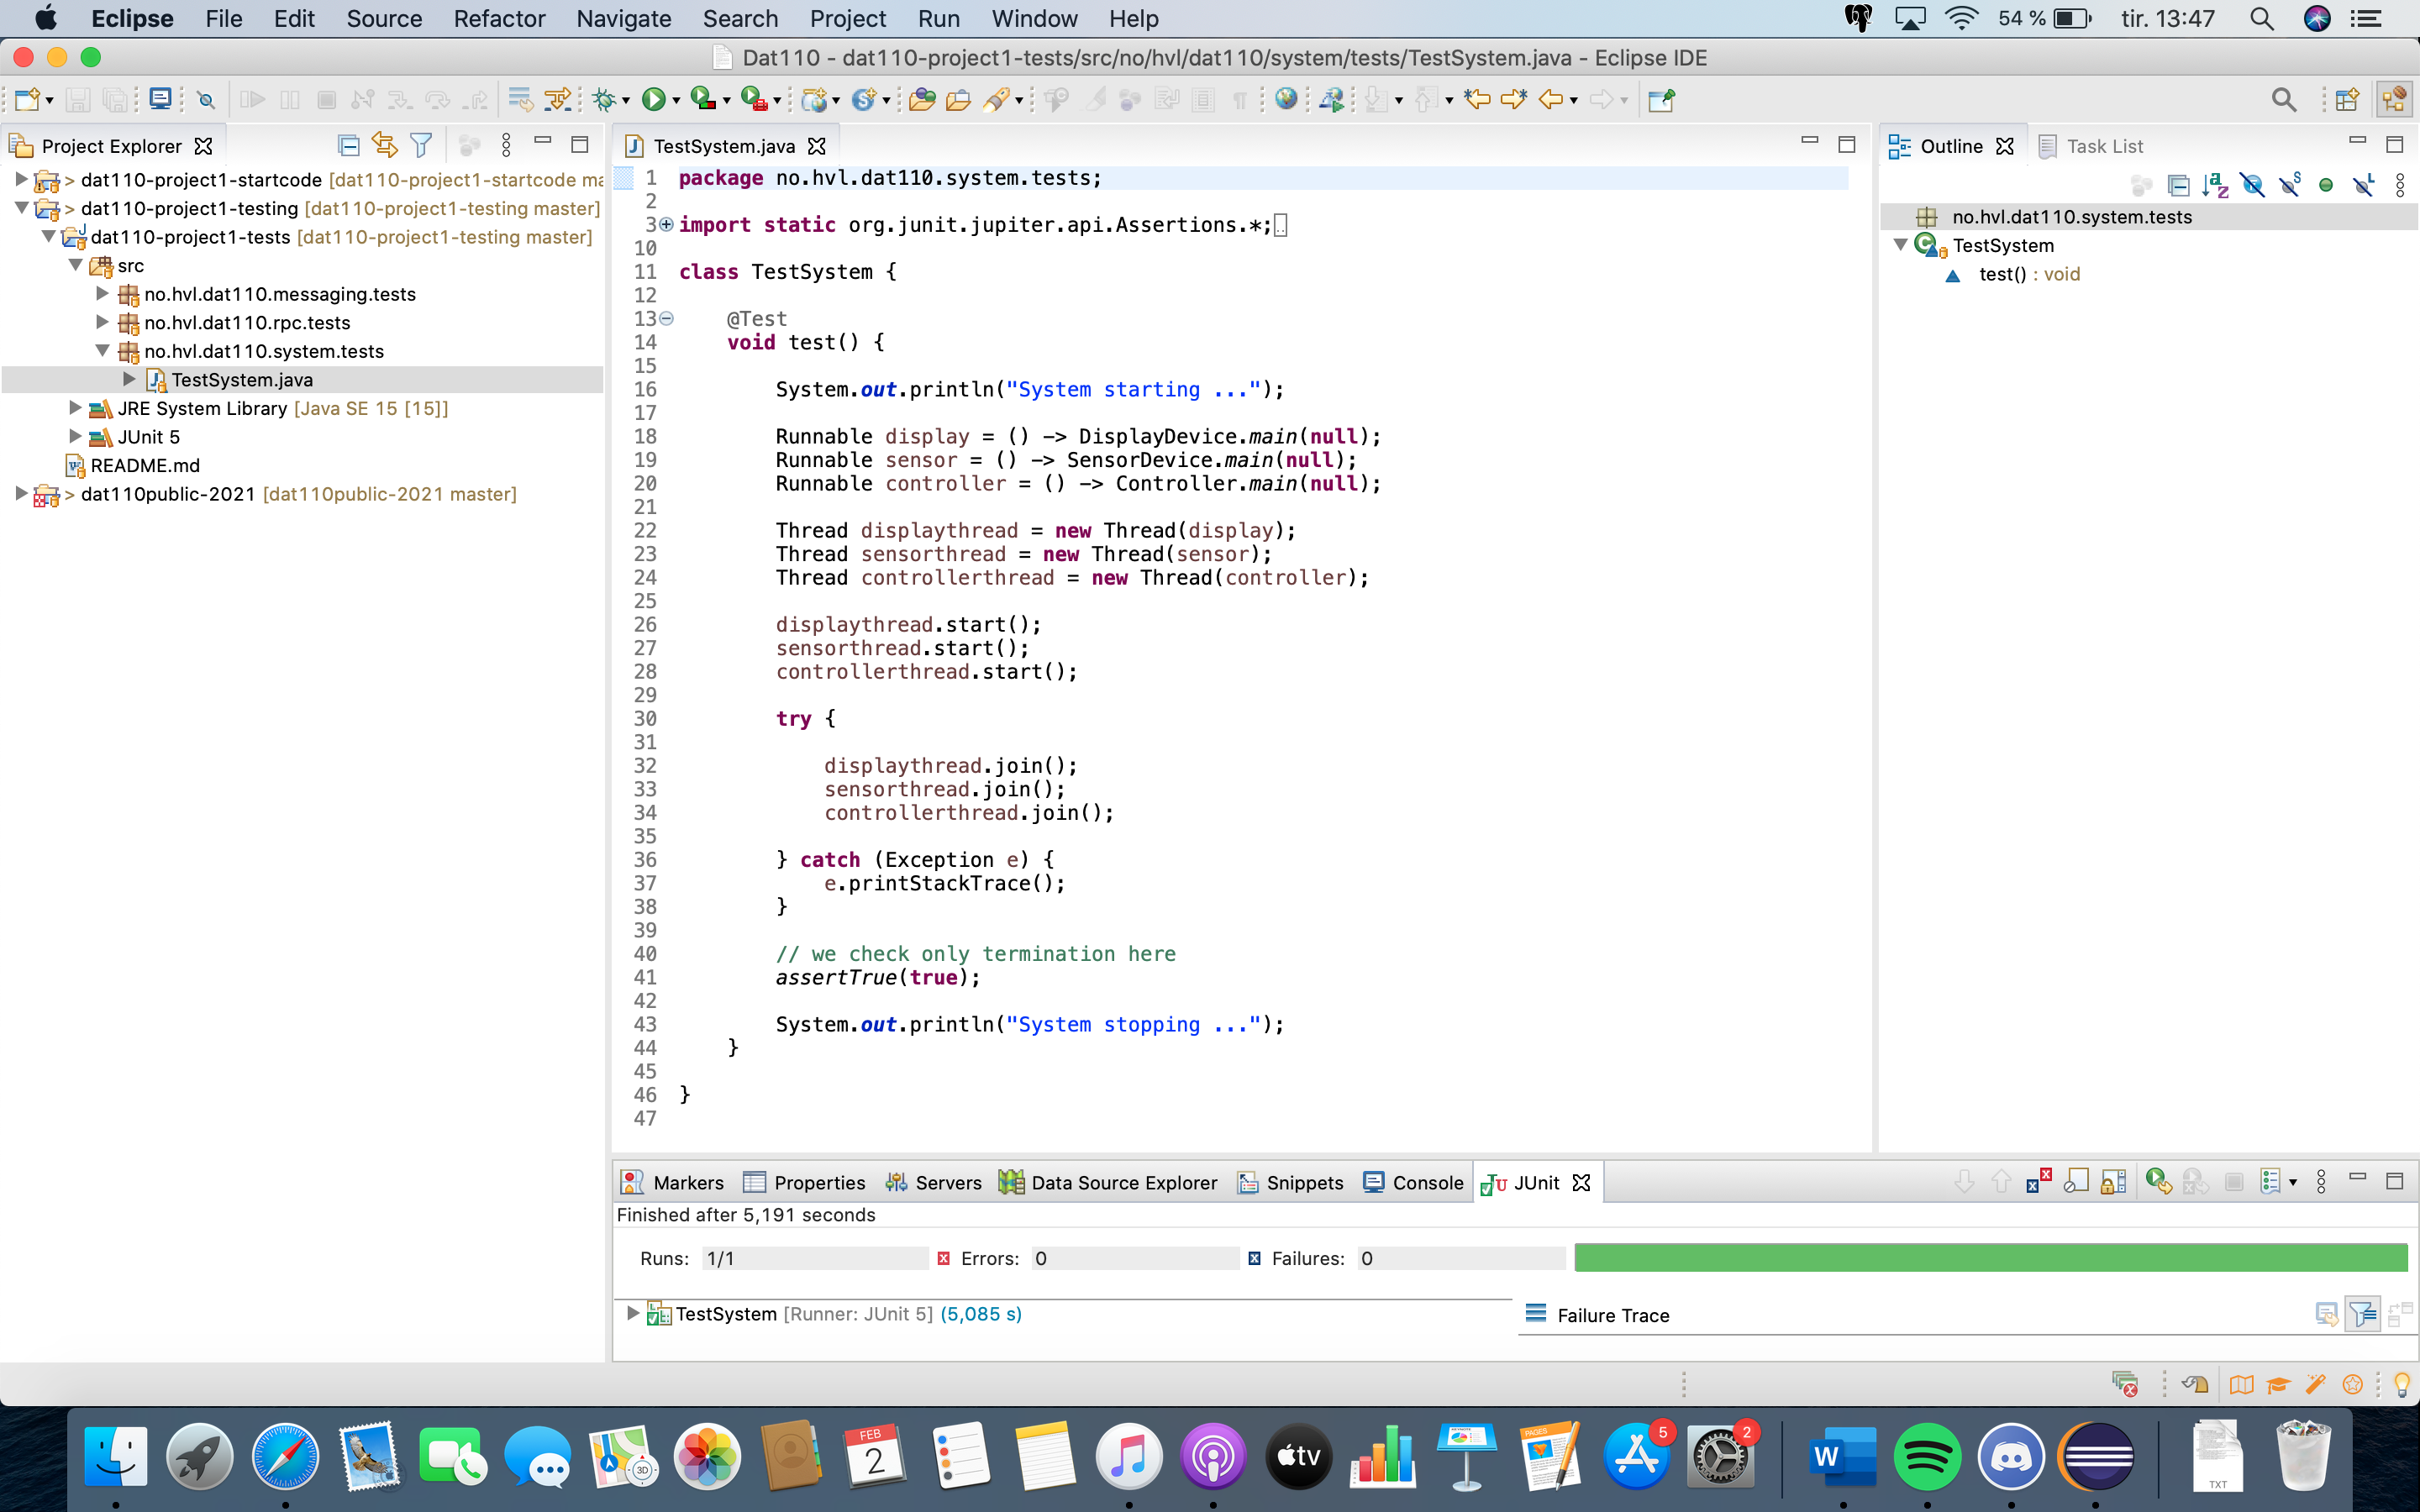 Eclipse File Edit Source Refactor Navigate Search Project Run Window Help 54 % tir. 13:47
Dat110 - dat110-project1-tests/src/no/hvl/dat110/system/tests/TestSystem.java - Eclipse IDE
Project Explorer
> dat110-project1-startcode [dat110-project1-startcode ma
> dat110-project1-testing [dat110-project1-testing master]
dat110-project1-tests [dat110-project1-testing master]
src
no.hvl.dat110.messaging.tests
no.hvl.dat110.rpc.tests
no.hvl.dat110.system.tests
TestSystem.java
JRE System Library [Java SE 15 [15]]
JUnit 5
README.md
> dat110public-2021 [dat110public-2021 master]
TestSystem.java
1 package no.hvl.dat110.system.tests;
2
3 import static org.junit.jupiter.api.Assertions.*;
10
11 class TestSystem {
12
13 @Test
14 void test() {
15
16 System.out.println("System starting ...");
17
18 Runnable display = () -> DisplayDevice.main(null);
19 Runnable sensor = () -> SensorDevice.main(null);
20 Runnable controller = () -> Controller.main(null);
21
22 Thread displaythread = new Thread(display);
23 Thread sensorthread = new Thread(sensor);
24 Thread controllerthread = new Thread(controller);
25
26 displaythread.start();
27 sensorthread.start();
28 controllerthread.start();
29
30 try {
31
32 displaythread.join();
33 sensorthread.join();
34 controllerthread.join();
35
36 } catch (Exception e) {
37 e.printStackTrace();
38 }
39
40 // we check only termination here
41 assertTrue(true);
42
43 System.out.println("System stopping ...");
44 }
45
46 }
47
Outline Task List
no.hvl.dat110.system.tests
TestSystem
test() : void
Markers Properties Servers Data Source Explorer Snippets Console JUnit
Finished after 5,191 seconds
Runs: 1/1 Errors: 0 Failures: 0
TestSystem [Runner: JUnit 5] (5,085 s)
Failure Trace
3D
FEB
2
tv
PAGES
5
2
W
TXT